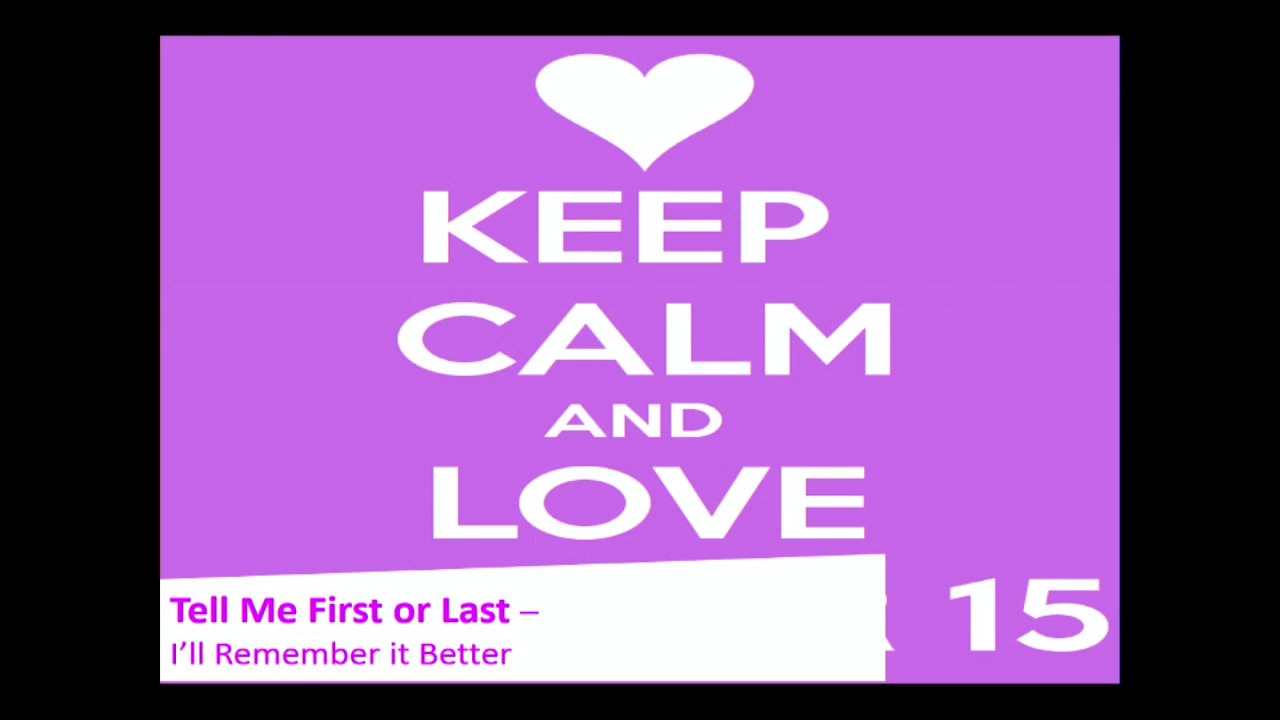 KEEP
CALM
AND
LOVE
15
Tell Me First or Last –
I'll Remember it Better